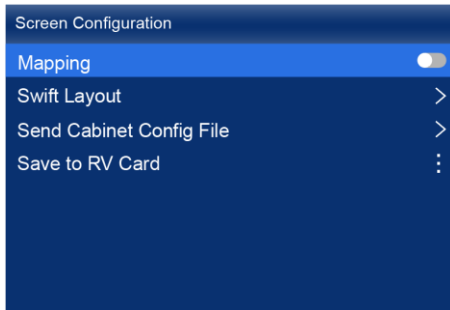 Screen Configuration
Mapping
Swift Layout
Send Cabinet Config File
Save to RV Card